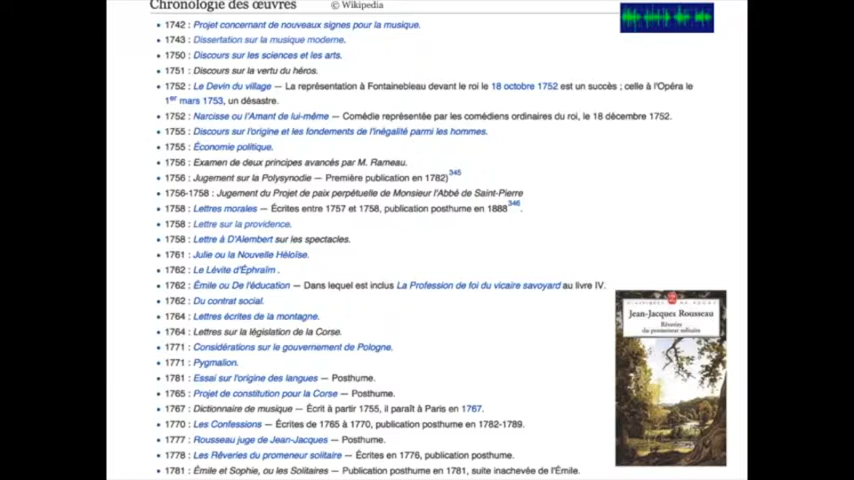 Chronologie des œuvres © Wikipedia
• 1742 : Projet concernant de nouveaux signes pour la musique.
• 1743 : Dissertation sur la musique moderne.
• 1750 : Discours sur les sciences et les arts.
• 1751 : Discours sur la vertu du héros.
• 1752 : Le Devin du village — La représentation à Fontainebleau devant le roi le 18 octobre 1752 est un succès ; celle à l'Opéra le
1er mars 1753, un désastre.
• 1752 : Narcisse ou l'Amant de lui-même — Comédie représentée par les comédiens ordinaires du roi, le 18 décembre 1752.
• 1755 : Discours sur l'origine et les fondements de l'inégalité parmi les hommes.
• 1755 : Économie politique.
• 1756 : Examen de deux principes avancés par M. Rameau.
• 1756 : Jugement sur la Polysynodie — Première publication en 1782)345
• 1756-1758 : Jugement du Projet de paix perpétuelle de Monsieur l'Abbé de Saint-Pierre
• 1758 : Lettres morales — Écrites entre 1757 et 1758, publication posthume en 1888346.
• 1758 : Lettre sur la providence.
• 1758 : Lettre à D'Alembert sur les spectacles.
• 1761 : Julie ou la Nouvelle Héloïse.
• 1762 : Le Lévite d'Éphraïm .
• 1762 : Émile ou De l'éducation — Dans lequel est inclus La Profession de foi du vicaire savoyard au livre IV.
• 1762 : Du contrat social.
• 1764 : Lettres écrites de la montagne.
• 1764 : Lettres sur la législation de la Corse.
• 1771 : Considérations sur le gouvernement de Pologne.
• 1771 : Pygmalion.
• 1781 : Essai sur l'origine des langues — Posthume.
• 1765 : Projet de constitution pour la Corse — Posthume.
• 1767 : Dictionnaire de musique — Écrit à partir 1755, il paraît à Paris en 1767.
• 1770 : Les Confessions — Écrites de 1765 à 1770, publication posthume en 1782-1789.
• 1777 : Rousseau juge de Jean-Jacques — Posthume.
• 1778 : Les Rêveries du promeneur solitaire — Écrites en 1776, publication posthume.
• 1781 : Émile et Sophie, ou les Solitaires — Publication posthume en 1781, suite inachevée de l'Émile.
Jean-Jacques Rousseau
Rêveries
du promeneur solitaire